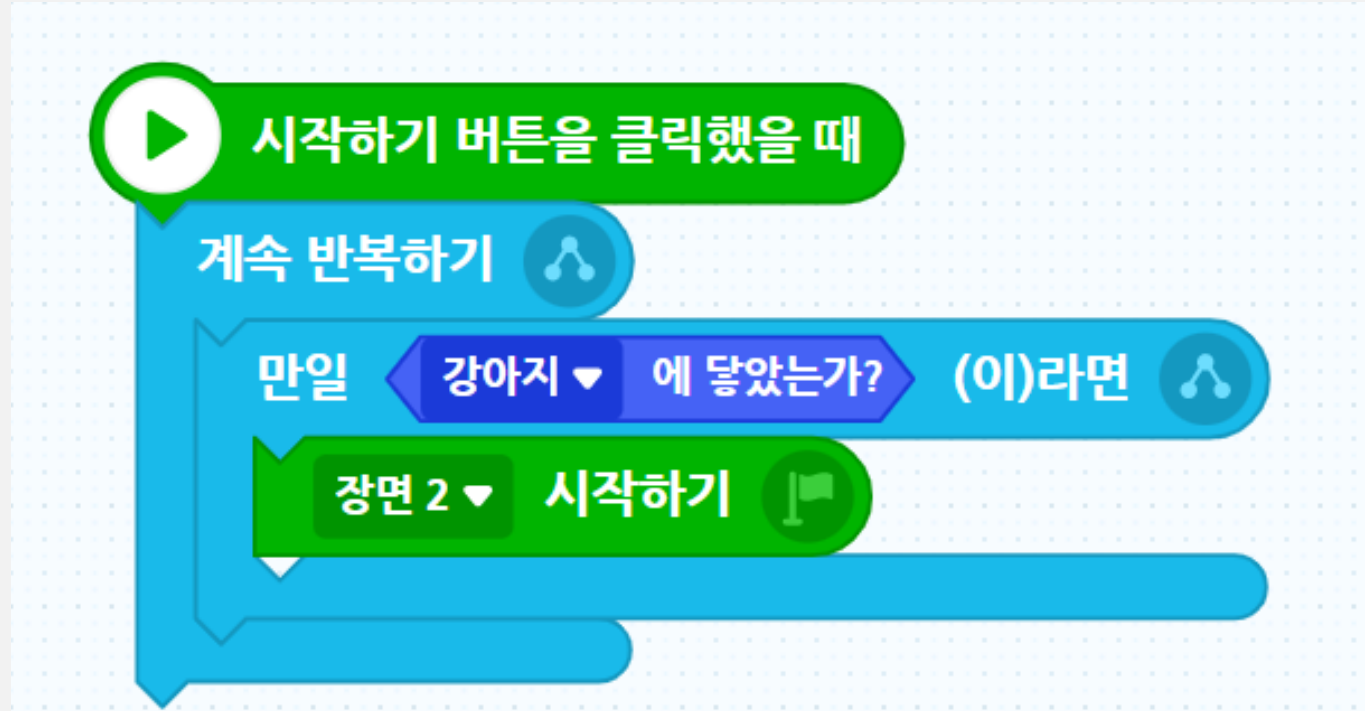 시작하기 버튼을 클릭했을 때
계속 반복하기
만일 강아지 에 닿았는가? (이)라면
장면 2 시작하기